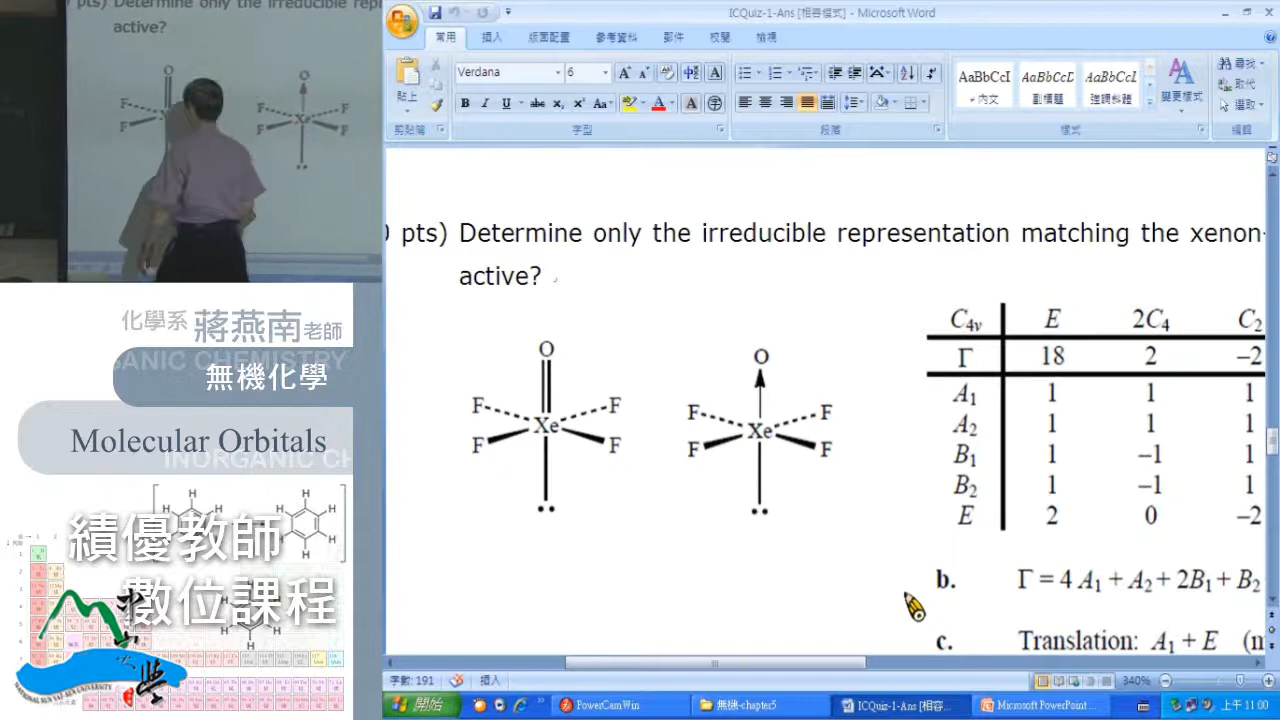 pts) Determine only the irreducible rep
active?
O
F
F
F
O
F
F
F
Xe
F
F
化學系 蔣燕南 老師
無機化學
Molecular Orbitals
績優教師
數位課程
ICQuiz-1-Ans [相容模式] - Microsoft Word
常用 插入 版面配置 參考資料 郵件 校閱 檢視
貼上
Verdana 6
AaBbCcI AaBbCcD AaBbCcI
內文 副標題 強調斜體
變更樣式
尋找
取代
選取
剪貼簿 字型 段落 樣式 編輯
pts) Determine only the irreducible representation matching the xenon-
active?
O
F F
Xe
F F
O
F F
Xe
F F
C4v E 2C4 C2
Γ 18 2 −2
A1 1 1 1
A2 1 1 1
B1 1 −1 1
B2 1 −1 1
E 2 0 −2
b. Γ = 4 A1 + A2 + 2B1 + B2
c. Translation: A1 + E
字數: 191 插入 340%
開始 PowerCam Win 無機-chapter5 ICQuiz-1-Ans [相容... Microsoft PowerPoint... 上午 11:00